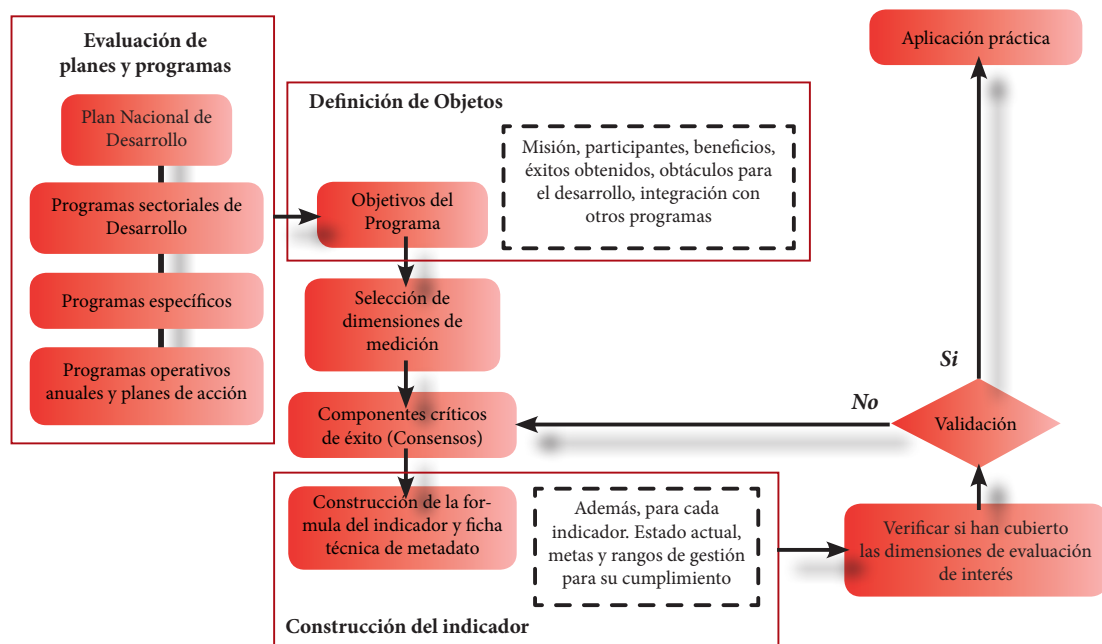 Evaluación de
planes y programas
Plan Nacional de
Desarrollo
Programas sectoriales de
Desarrollo
Programas específicos
Programas operativos
anuales y planes de acción
Definición de Objetos
Misión, participantes, beneficios,
éxitos obtenidos, obtáculos para
el desarrollo, integración con
otros programas
Objetivos del
Programa
Selección de
dimensiones de
medición
Componentes críticos
de éxito (Consensos)
Construcción de la for-
mula del indicador y ficha
técnica de metadato
Además, para cada
indicador. Estado actual,
metas y rangos de gestión
para su cumplimiento
Construcción del indicador
Verificar si han cubierto
las dimensiones de evaluación
de interés
Validación
No
Si
Aplicación práctica